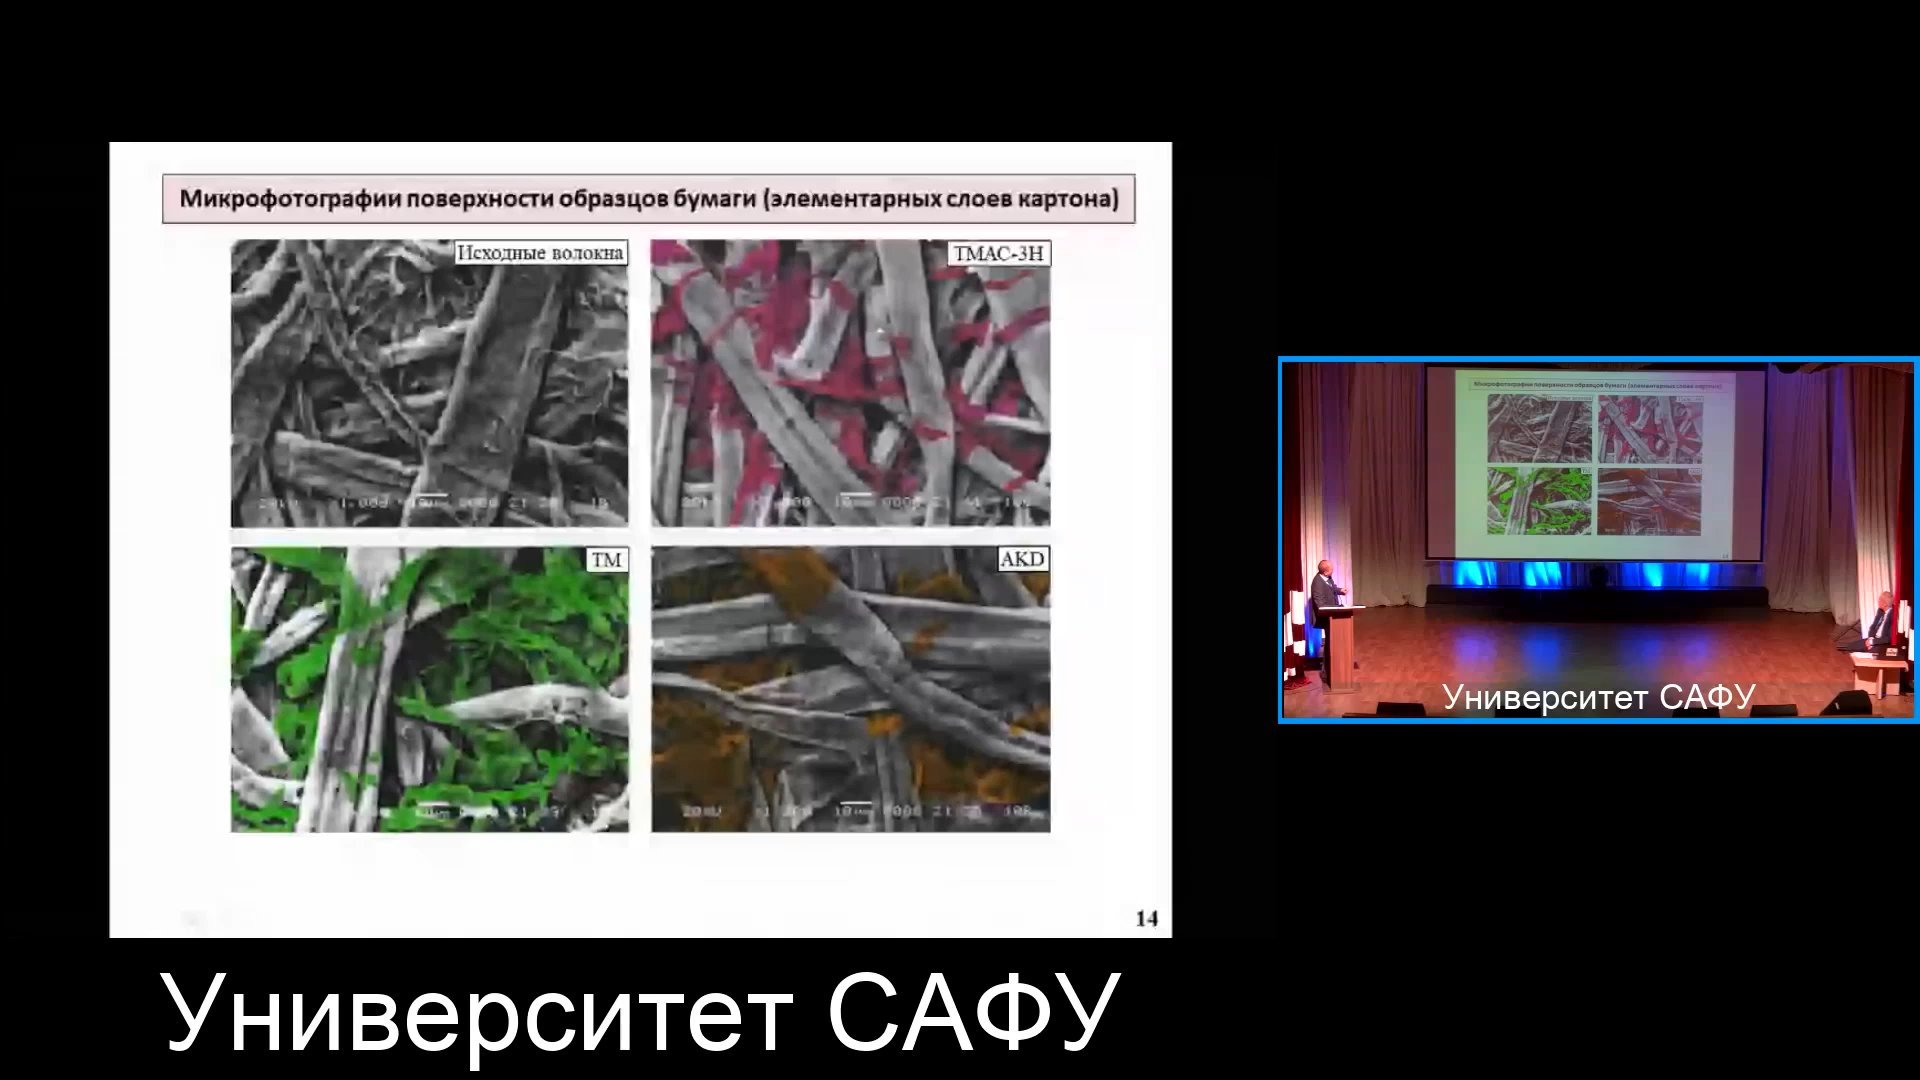 Микрофотографии поверхности образцов бумаги (элементарных слоев картона)
Исходные волокна
ТМАС-3Н
ТМ
AKD
14
Университет САФУ
Университет САФУ